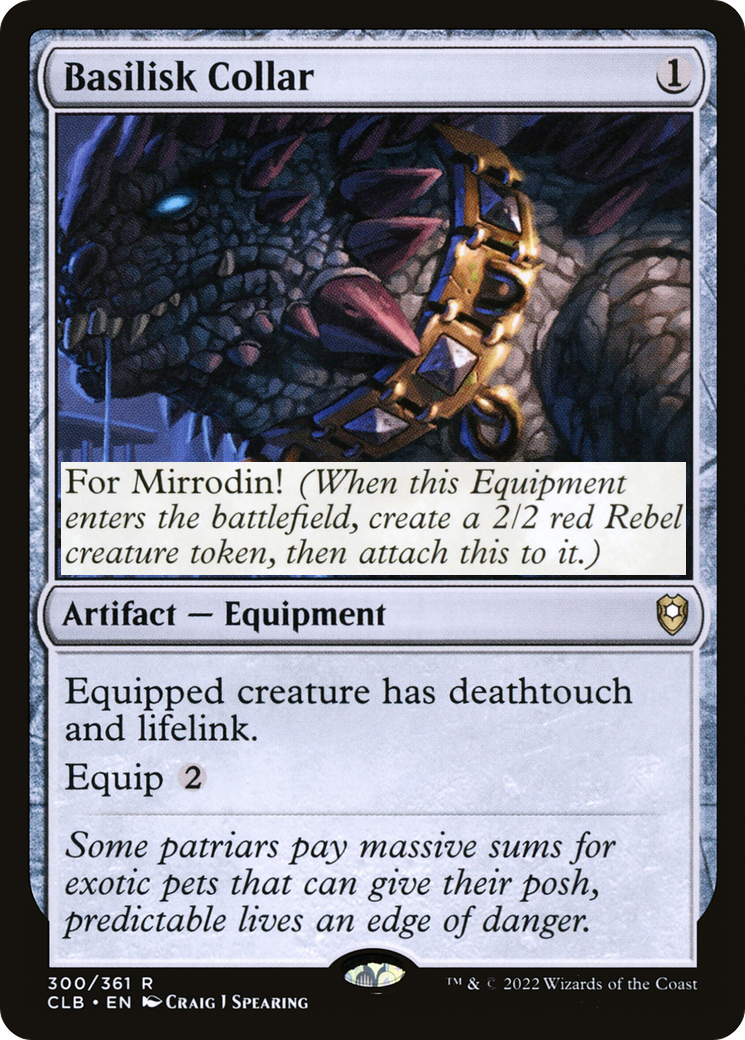 Basilisk Collar 1
For Mirrodin! (When this Equipment
enters the battlefield, create a 2/2 red Rebel
creature token, then attach this to it.)
Artifact — Equipment
Equipped creature has deathtouch
and lifelink.
Equip 2
Some patriars pay massive sums for
exotic pets that can give their posh,
predictable lives an edge of danger.
300/361 R
CLB • EN Craig J Spearing
™ & © 2022 Wizards of the Coast